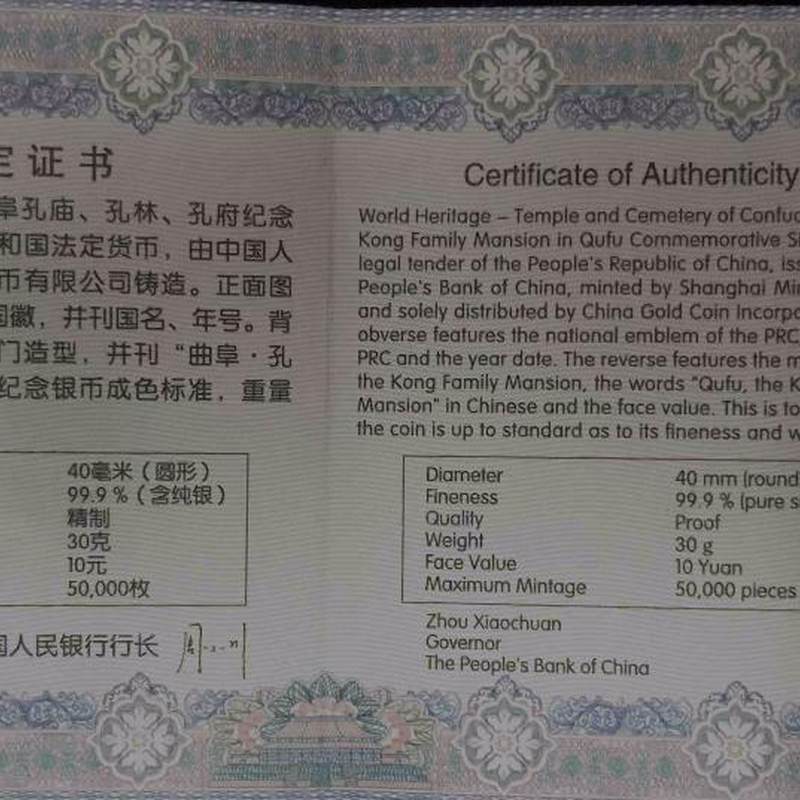 证书
阜孔庙、孔林、孔府纪念
和国法定货币，由中国人
币有限公司铸造。正面图
国徽，并刊国名、年号。背
门造型，并刊“曲阜·孔
纪念银币成色标准，重量
40毫米（圆形）
99.9％（含纯银）
精制
30克
10元
50,000枚
国人民银行行长
Certificate of Authenticity
World Heritage – Temple and Cemetery of
Kong Family Mansion in Qufu Commemorative
legal tender of the People's Republic of China,
People's Bank of China, minted by Shanghai
and solely distributed by China Gold Coin
obverse features the national emblem of the PRC
PRC and the year date. The reverse features the
the Kong Family Mansion, the words "Qufu, the
Mansion" in Chinese and the face value. This is to
the coin is up to standard as to its fineness and
Diameter 40 mm (round
Fineness 99.9 % (pure
Quality Proof
Weight 30 g
Face Value 10 Yuan
Maximum Mintage 50,000 pieces
Zhou Xiaochuan
Governor
The People's Bank of China